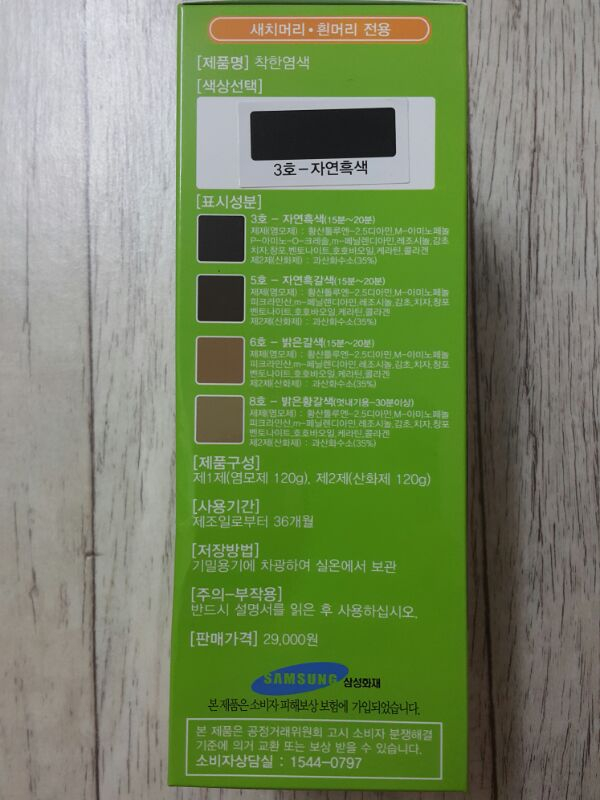 새치머리 • 흰머리 전용
[제품명] 착한염색
[색상선택]
3호-자연흑색
[표시성분]
3호 - 자연흑색(15분~20분)
제제(염모제) : 황산톨루엔-2,5디아민,M-아미노페놀
P-아미노-O-크레솔,m-페닐렌디아민,레조시놀,감초
치자,창포 벤토나이트,호호바오일,케라틴,콜라겐
제2제(산화제) : 과산화수소(35%)
5호 - 자연흑갈색(15분~20분)
제제(염모제) : 황산톨루엔-2,5디아민,M-아미노페놀
피크라민산,m-페닐렌디아민,레조시놀,감초,치자,창포
벤토나이트,호호바오일,케라틴,콜라겐
제2제(산화제) : 과산화수소(35%)
6호 - 밝은갈색(15분~20분)
제제(염모제) : 황산톨루엔-2,5디아민,M-아미노페놀
피크라민산,m-페닐렌디아민,레조시놀,감초,치자,창포
벤토나이트,호호바오일,케라틴,콜라겐
제2제(산화제) : 과산화수소(35%)
8호 - 밝은황갈색(멋내기용-30분이상)
제제(염모제) : 황산톨루엔-2,5디아민,M-아미노페놀
피크라민산,m-페닐렌디아민,레조시놀,감초,치자,창포
벤토나이트,호호바오일,케라틴,콜라겐
제2제(산화제) : 과산화수소(35%)
[제품구성]
제1제(염모제 120g), 제2제(산화제 120g)
[사용기간]
제조일로부터 36개월
[저장방법]
기밀용기에 차광하여 실온에서 보관
[주의-부작용]
반드시 설명서를 읽은 후 사용하십시오.
[판매가격] 29,000원
SAMSUNG 삼성화재
본 제품은 소비자 피해보상 보험에 가입되었습니다.
본 제품은 공정거래위원회 고시 소비자 분쟁해결
기준에 의거 교환 또는 보상 받을 수 있습니다.
소비자상담실 : 1544-0797